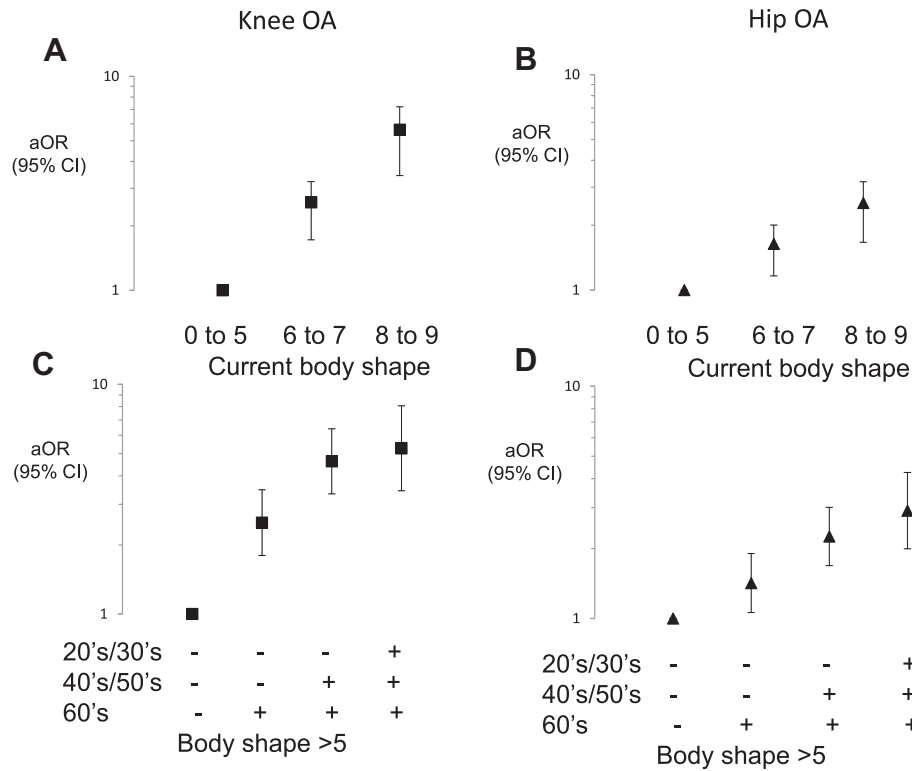 Knee OA
Hip OA
A
10
aOR
(95% CI)
1
0 to 5 6 to 7 8 to 9
Current body shape
B
10
aOR
(95% CI)
1
0 to 5 6 to 7 8 to 9
Current body shape
C
10
aOR
(95% CI)
1
20's/30's - - - +
40's/50's - - + +
60's - + + +
Body shape >5
D
10
aOR
(95% CI)
1
20's/30's - - - +
40's/50's - - + +
60's - + + +
Body shape >5